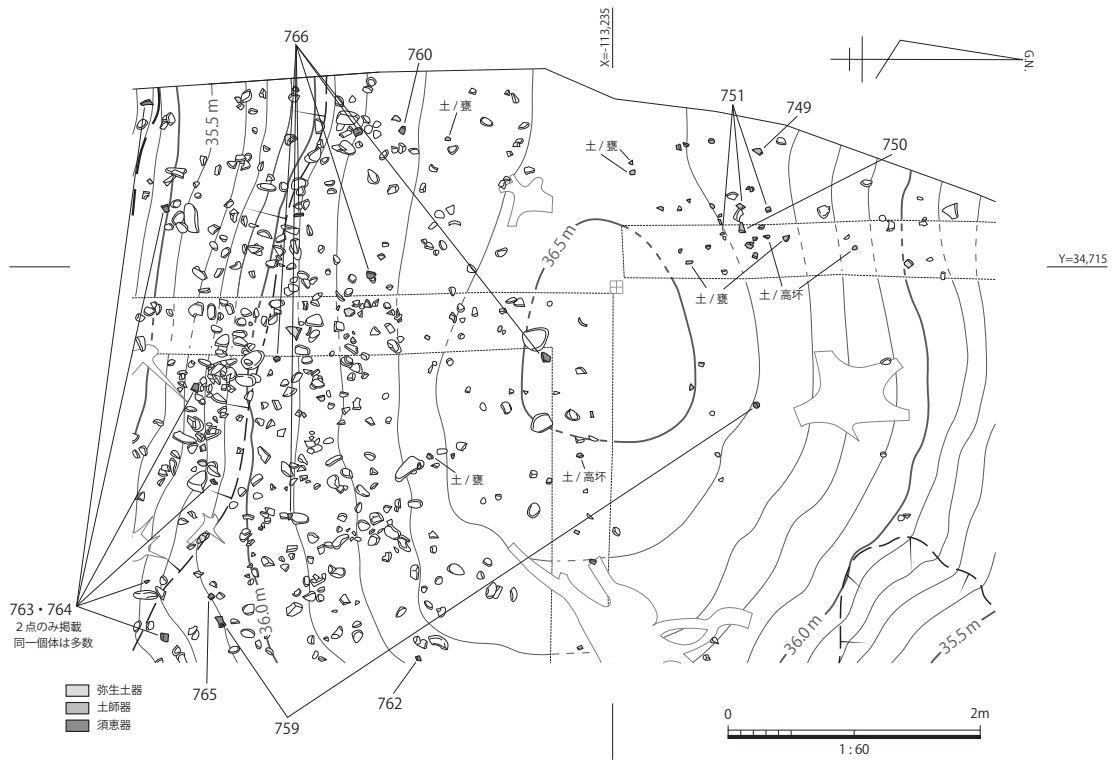 766
760
X=-113,235
G.N.
751
749
750
土 / 甕
土 / 甕
35.5 m
36.5 m
Y=34,715
土 / 甕
土 / 高坏
土 / 甕
土 / 高坏
763・764
２点のみ掲載
同一個体は多数
36.0 m
36.0 m
35.5 m
765
759
762
弥生土器
土師器
須恵器
0
2m
1 : 60